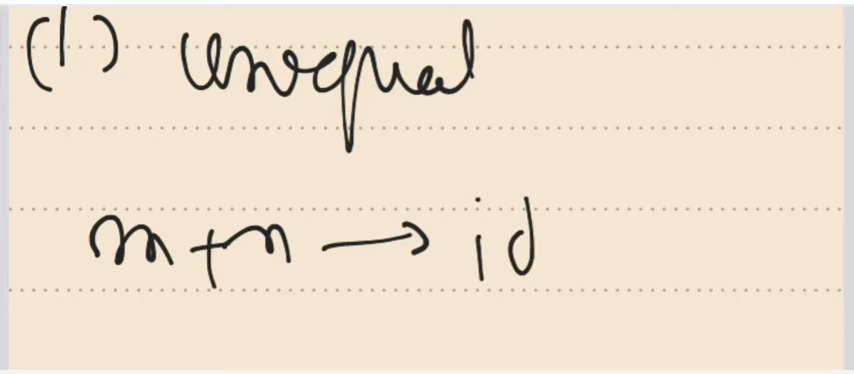 (1) unequal
m+n → id